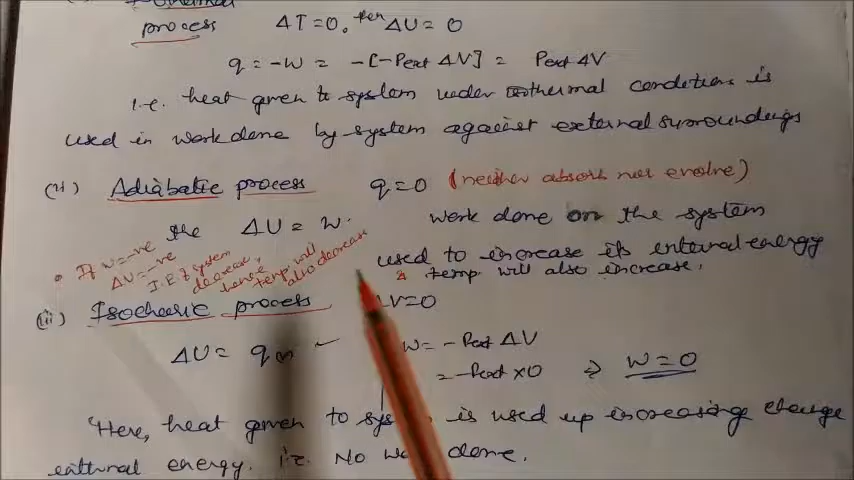 process ΔT=0. then ΔU = 0
q = -W = -[-Pext ΔV] = Pext ΔV
i.e. heat given to system under isothermal conditions is
used in work done by system against external surroundings
(ii) Adiabatic process q=0 (neither absorb nor evolve)
the ΔU = W. work done on the system
used to increase its internal energy
& temp. will also increase.
• If W=-ve
ΔU=-ve
I.E of system
decrease,
hence
temp. will
also decrease
(iii) Isochoric process ΔV=0
ΔU = q W = -Pext ΔV
= -Pext x0 => W=0
Here, heat given to is used up increasing change
internal energy. i.e. No done.